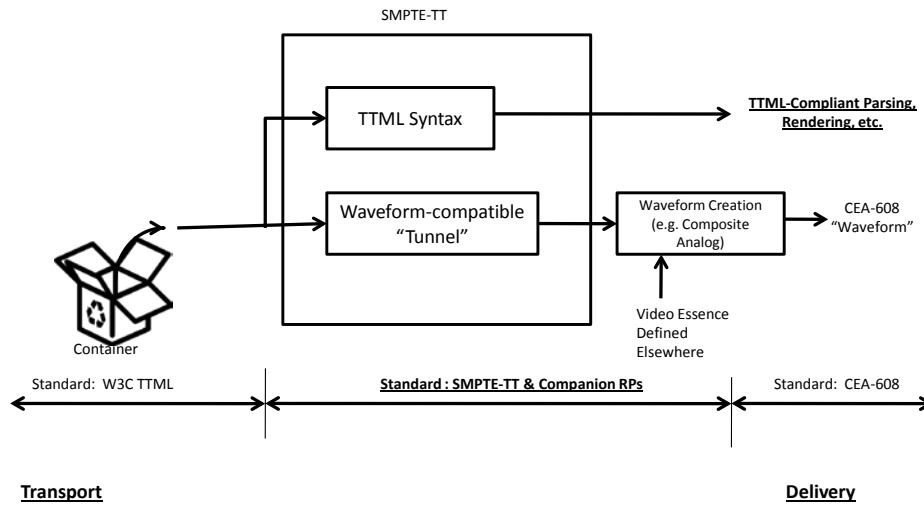 SMPTE-TT
TTML Syntax
TTML-Compliant Parsing,
Rendering, etc.
Waveform-compatible
“Tunnel”
Waveform Creation
(e.g. Composite
Analog)
CEA-608
“Waveform”
Video Essence
Defined
Elsewhere
Container
Standard: W3C TTML
Standard : SMPTE-TT & Companion RPs
Standard: CEA-608
Transport
Delivery